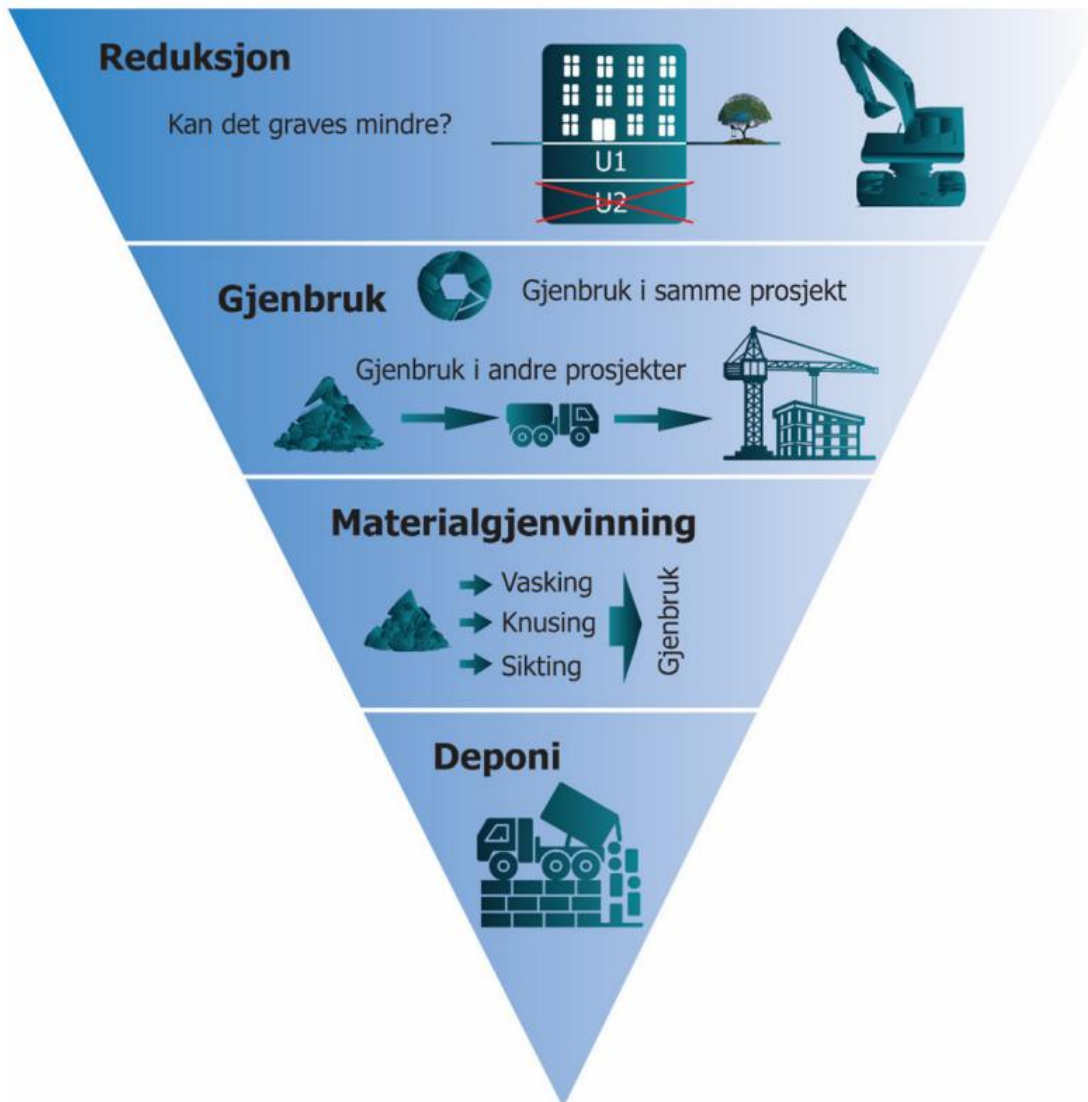 Reduksjon
Kan det graves mindre?
U1
U2
Gjenbruk
Gjenbruk i samme prosjekt
Gjenbruk i andre prosjekter
Materialgjenvinning
Vasking
Knusing
Sikting
Gjenbruk
Deponi